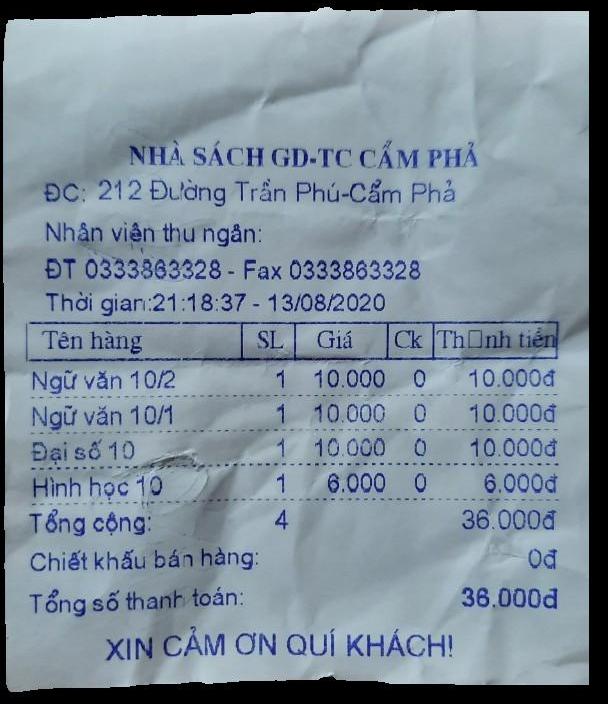 NHÀ SÁCH GD-TC CẨM PHẢ
ĐC: 212 Đường Trần Phú-Cẩm Phả
Nhân viên thu ngân:
ĐT 0333863328 - Fax 0333863328
Thời gian:21:18:37 - 13/08/2020
Tên hàng SL Giá Ck Th□nh tiền
Ngữ văn 10/2 1 10.000 0 10.000đ
Ngữ văn 10/1 1 10.000 0 10.000đ
Đại số 10 1 10.000 0 10.000đ
Hình học 10 1 6.000 0 6.000đ
Tổng cộng: 4 36.000đ
Chiết khấu bán hàng: 0đ
Tổng số thanh toán: 36.000đ
XIN CẢM ƠN QUÍ KHÁCH!